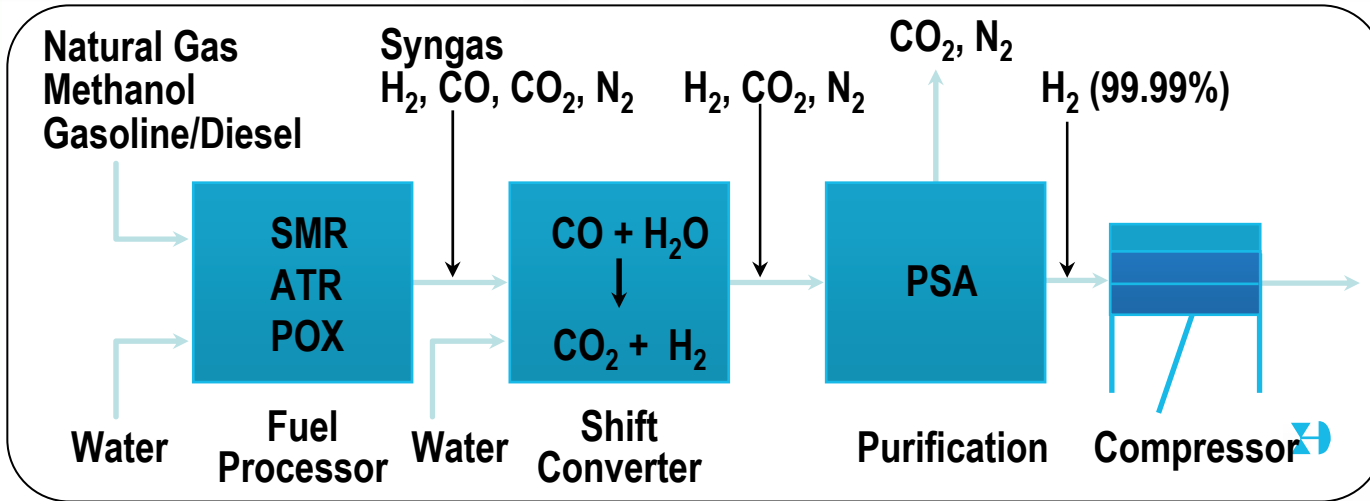 Natural Gas
Methanol
Gasoline/Diesel
Syngas
H₂, CO, CO₂, N₂
H₂, CO₂, N₂
CO₂, N₂
H₂ (99.99%)
SMR
ATR
POX
CO + H₂O
CO₂ + H₂
PSA
Water
Fuel
Processor
Water
Shift
Converter
Purification
Compressor